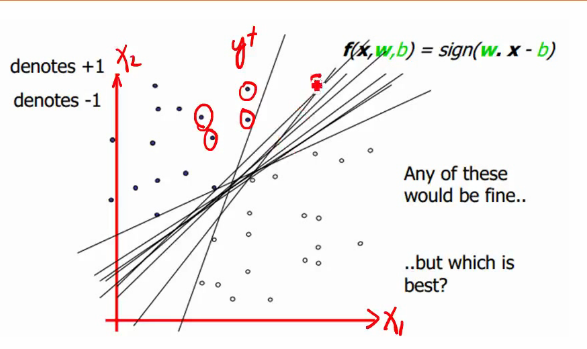 x₂
y⁺
f(x,w,b) = sign(w. x - b)
denotes +1
denotes -1
Any of these
would be fine..
..but which is
best?
x₁